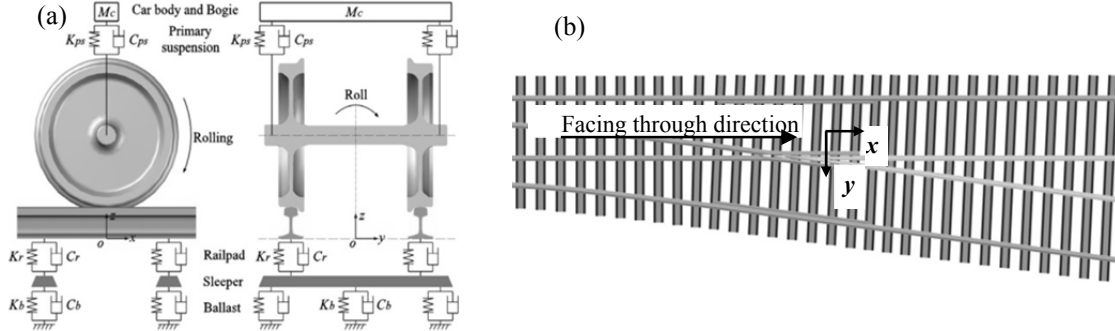 (a)
Mc
Car body and Bogie
Mc
Kps
Cps
Primary
suspension
Kps
Cps
Roll
Rolling
z
o
x
z
o
y
Kr
Cr
Railpad
Kr
Cr
Sleeper
Kb
Cb
Ballast
Kb
Cb
(b)
Facing through direction
x
y